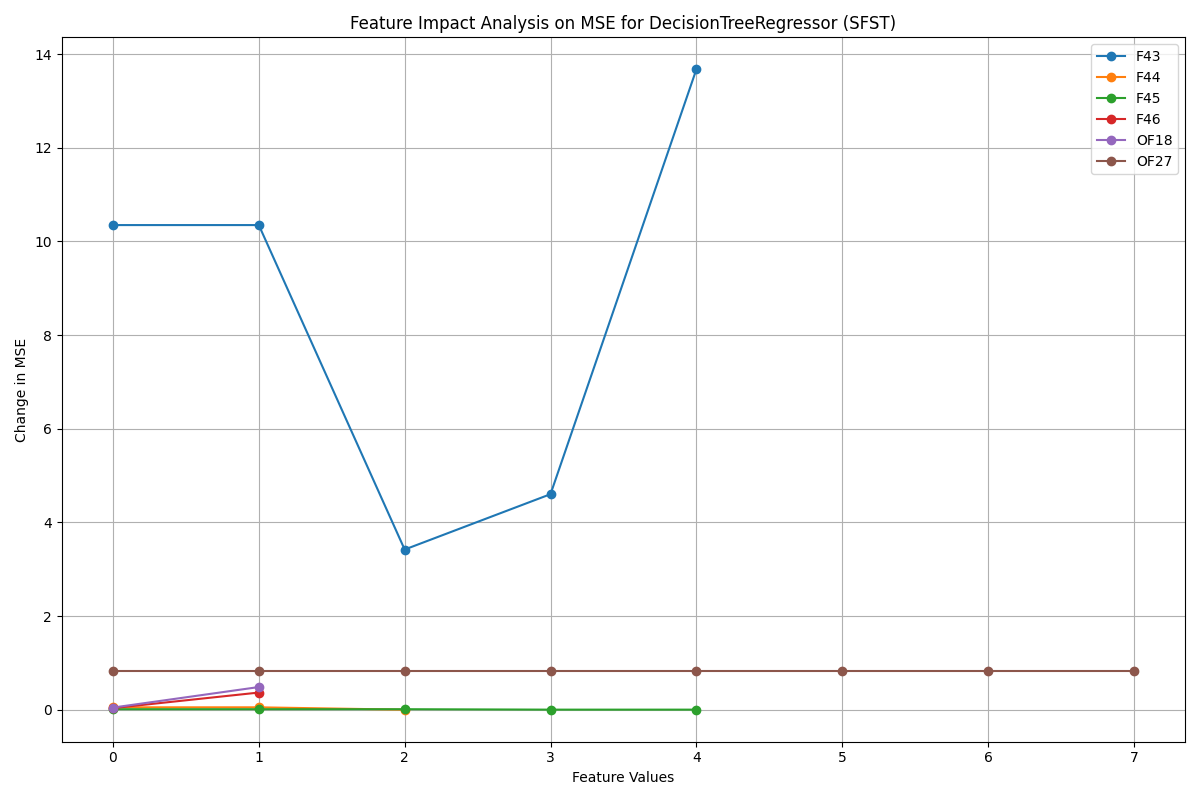 Feature Impact Analysis on MSE for DecisionTreeRegressor (SFST)
F43
F44
F45
F46
OF18
OF27
14
12
10
8
6
4
2
0
Change in MSE
0 1 2 3 4 5 6 7
Feature Values